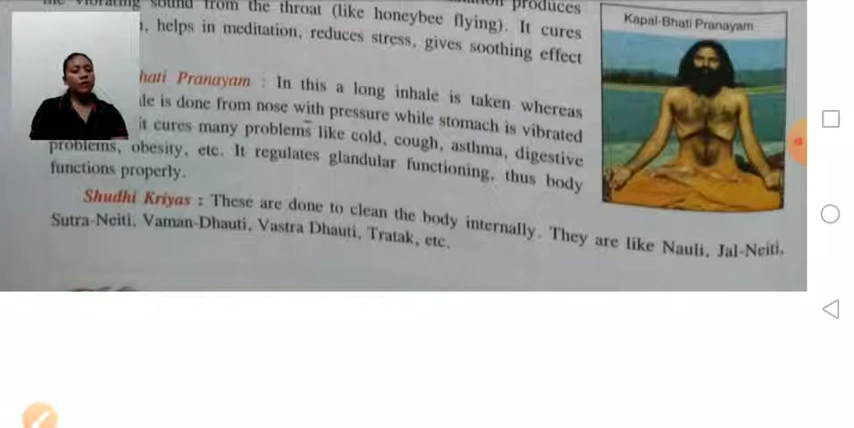 the vibrating sound from the throat (like honeybee flying). It cures
produces
, helps in meditation, reduces stress, gives soothing effect
hati Pranayam : In this a long inhale is taken whereas
le is done from nose with pressure while stomach is vibrated
it cures many problems like cold, cough, asthma, digestive
problems, obesity, etc. It regulates glandular functioning, thus body
functions properly.
Shudhi Kriyas : These are done to clean the body internally. They are like Nauli, Jal-Neiti,
Sutra-Neiti, Vaman-Dhauti, Vastra Dhauti, Tratak, etc.
Kapal-Bhati Pranayam